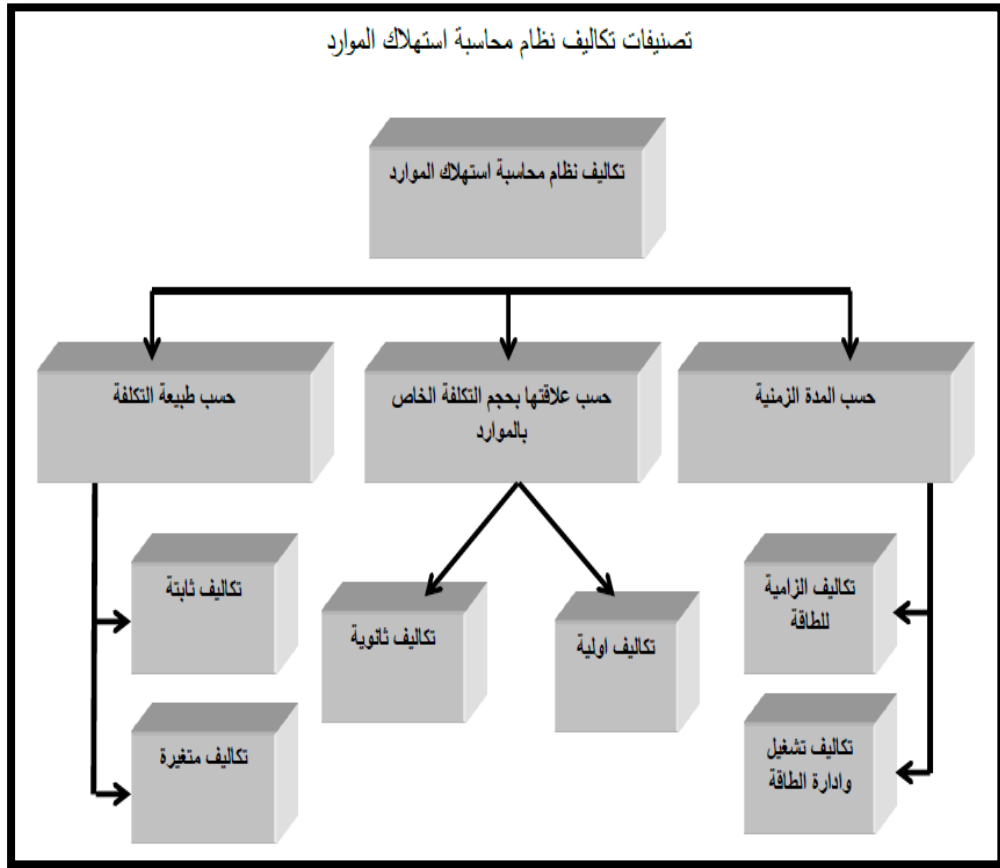 تصنيفات تكاليف نظام محاسبة استهلاك الموارد
تكاليف نظام محاسبة استهلاك الموارد
حسب المدة الزمنية
حسب علاقتها بحجم التكلفة الخاص
بالموارد
حسب طبيعة التكلفة
تكاليف الزامية
للطاقة
تكاليف تشغيل
وادارة الطاقة
تكاليف اولية
تكاليف ثانوية
تكاليف ثابتة
تكاليف متغيرة